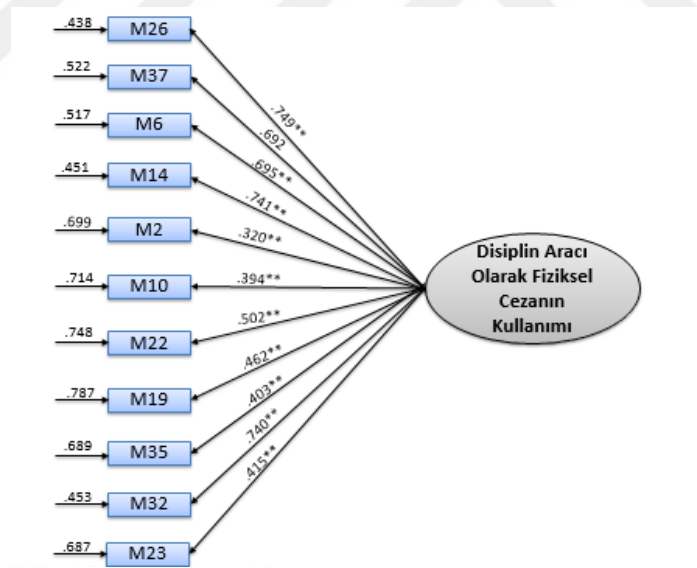 .438 M26
.749**
.522 M37
.692
.517 M6
.695**
.451 M14
.741**
.699 M2
.320**
.714 M10
.394**
.748 M22
.502**
.787 M19
.462**
.689 M35
.403**
.453 M32
.740**
.687 M23
.415**
Disiplin Aracı
Olarak Fiziksel
Cezanın
Kullanımı